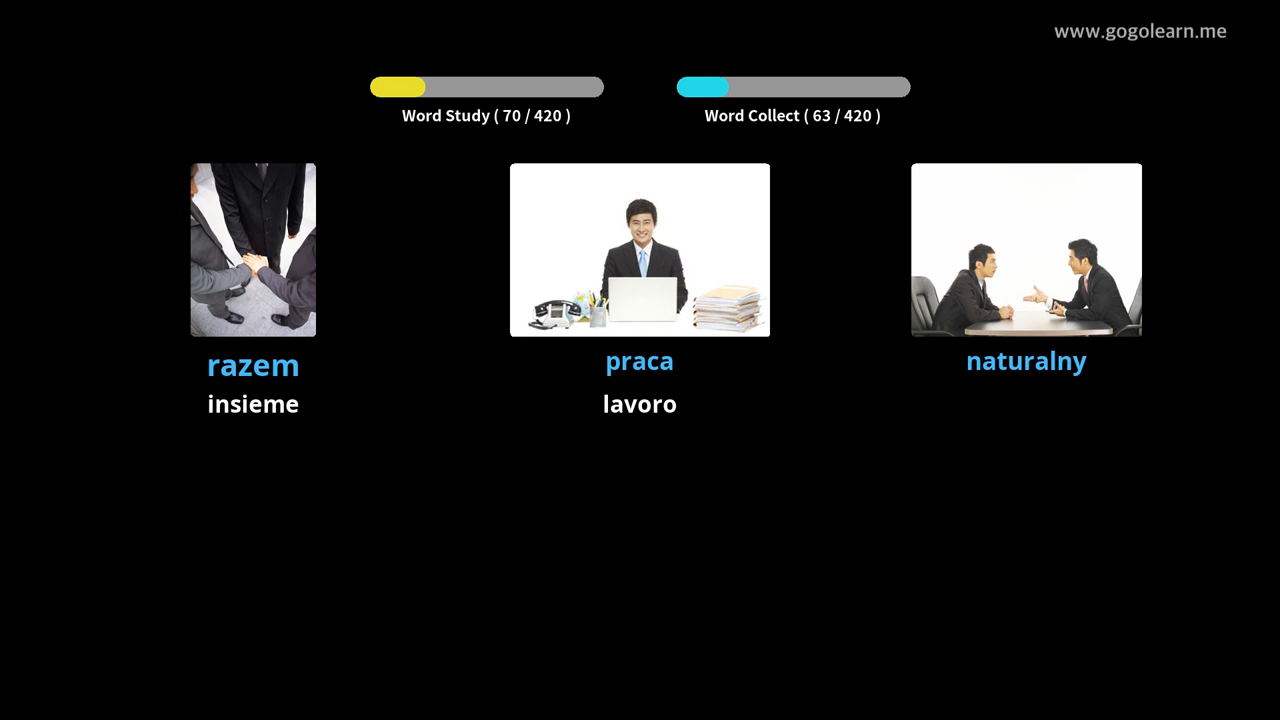 www.gogolearn.me
Word Study ( 70 / 420 )
Word Collect ( 63 / 420 )
razem
insieme
praca
lavoro
naturalny